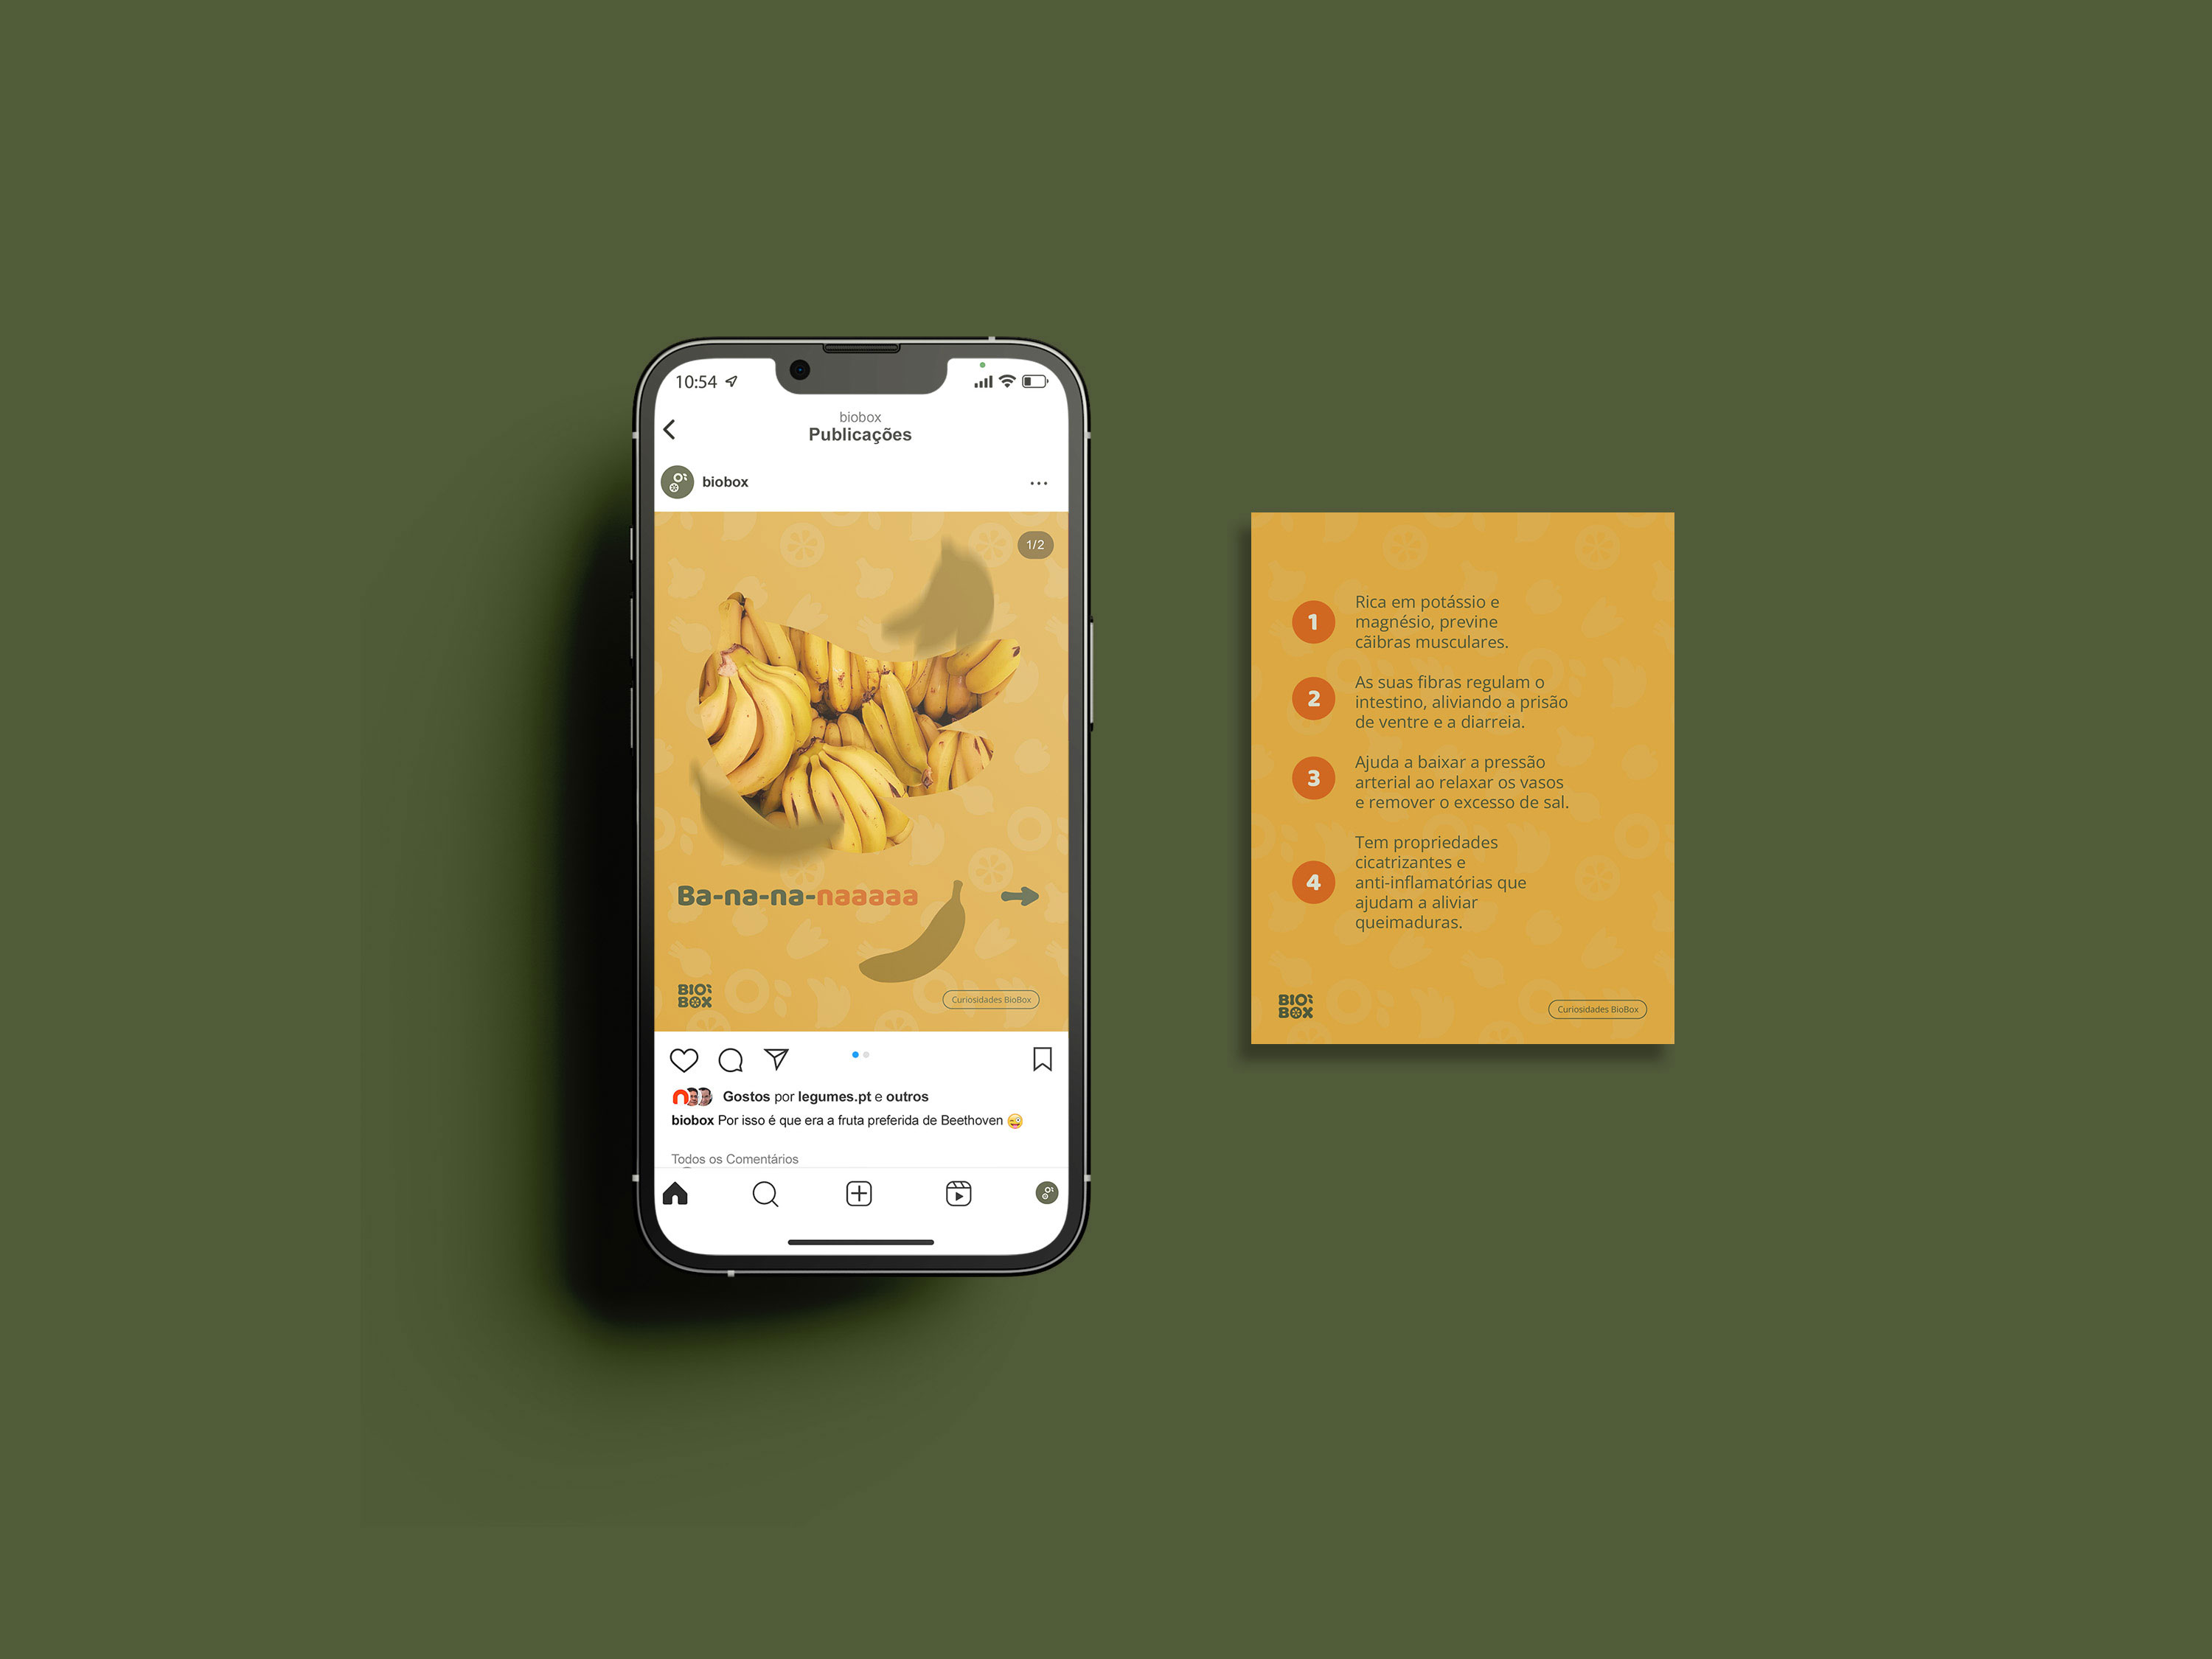 10:54
biobox
Publicações
biobox
1/2
Ba-na-na-naaaaa
BIO
BOX
Curiosidades BioBox
Gostos por legumes.pt e outros
biobox Por isso é que era a fruta preferida de Beethoven 😜
Todos os Comentários
1
Rica em potássio e
magnésio, previne
cãibras musculares.
2
As suas fibras regulam o
intestino, aliviando a prisão
de ventre e a diarreia.
3
Ajuda a baixar a pressão
arterial ao relaxar os vasos
e remover o excesso de sal.
4
Tem propriedades
cicatrizantes e
anti-inflamatórias que
ajudam a aliviar
queimaduras.
BIO
BOX
Curiosidades BioBox